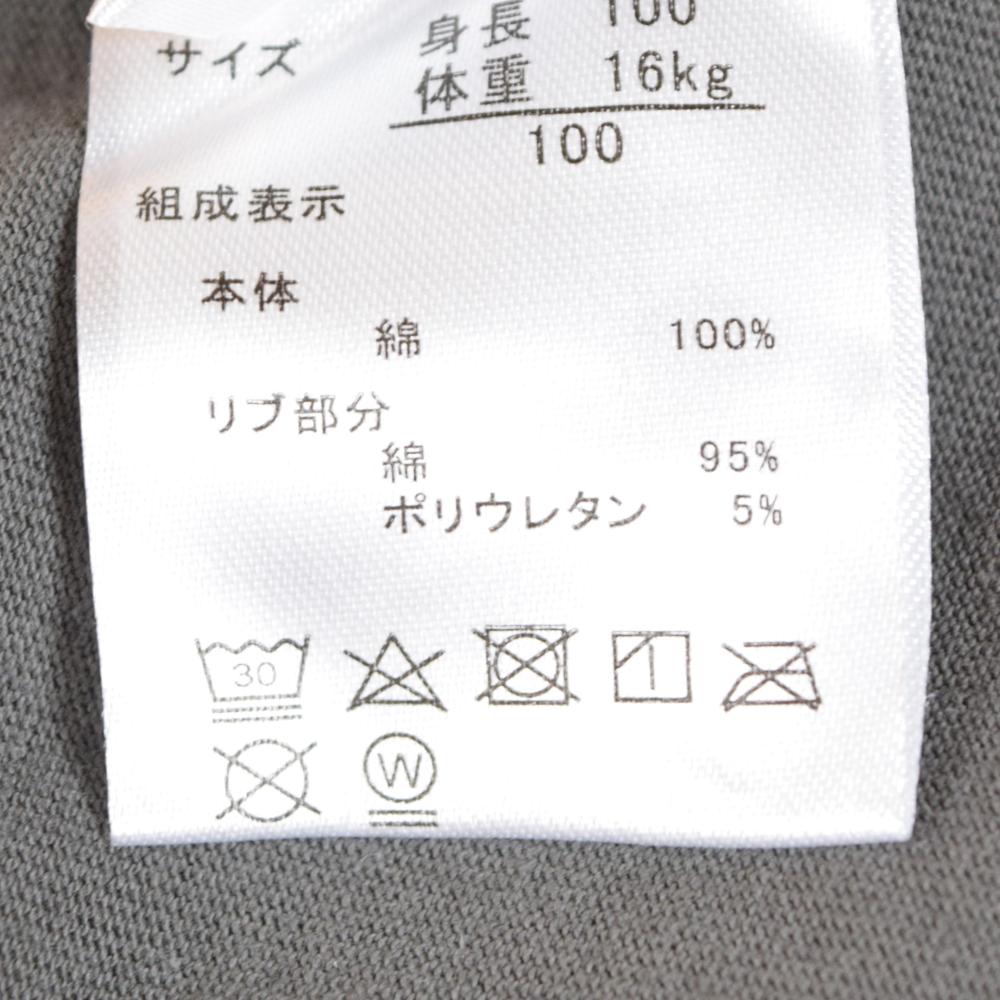 サイズ 身長 100
体重 16kg
100
組成表示
本体
綿 100%
リブ部分
綿 95%
ポリウレタン 5%
30
W